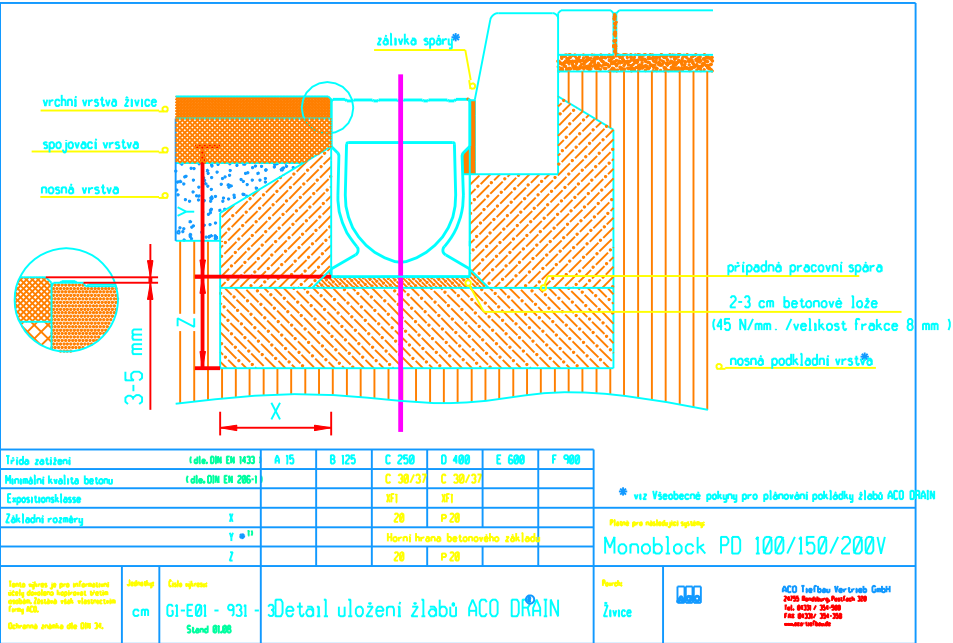 zálivka spáry*
vrchní vrstva živice
spojovací vrstva
nosná vrstva
Y
Z
3-5 mm
X
případná pracovní spára
2-3 cm betonové lože
(45 N/mm. /velikost frakce 8 mm )
nosná podkladní vrstva*
Třída zatížení (dle. DIN EN 1433 A 15 B 125 C 250 D 400 E 600 F 900
Minimální kvalita betonu (dle. DIN EN 206-1) C 30/37 C 30/37
Expositionsklasse XF1 XF1
Základní rozměry X 20 P 20
Y * 1) Horní hrana betonového základu
Z 20 P 20
* viz Všeobecné pokyny pro plánování pokládky žlabů ACO DRAIN
Monoblock PD 100/150/200V
Jednotky
cm
Číslo výkresu
G1-E01 - 931 - 3
Stand 01.08
Detail uložení žlabů ACO DRAIN
Povrch
Živice
ACO Tiefbau Vertrieb GmbH